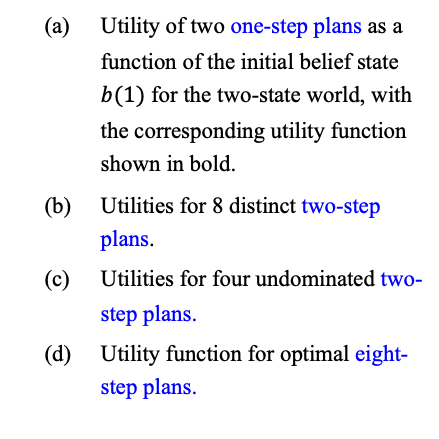 (a) Utility of two one-step plans as a
function of the initial belief state
b(1) for the two-state world, with
the corresponding utility function
shown in bold.
(b) Utilities for 8 distinct two-step
plans.
(c) Utilities for four undominated two-
step plans.
(d) Utility function for optimal eight-
step plans.